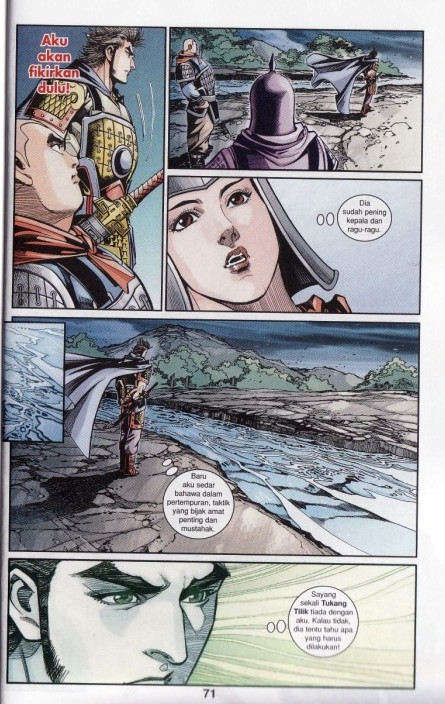 Aku
akan
fikirkan
dulu!
Dia
sudah pening
kepala dan
ragu-ragu.
Baru
aku sedar
bahawa dalam
pertempuran, taktik
yang bijak amat
penting dan
mustahak.
Sayang
sekali Tukang
Tilik tiada dengan
aku. Kalau tidak,
dia tentu tahu apa
yang harus
dilakukan!
71